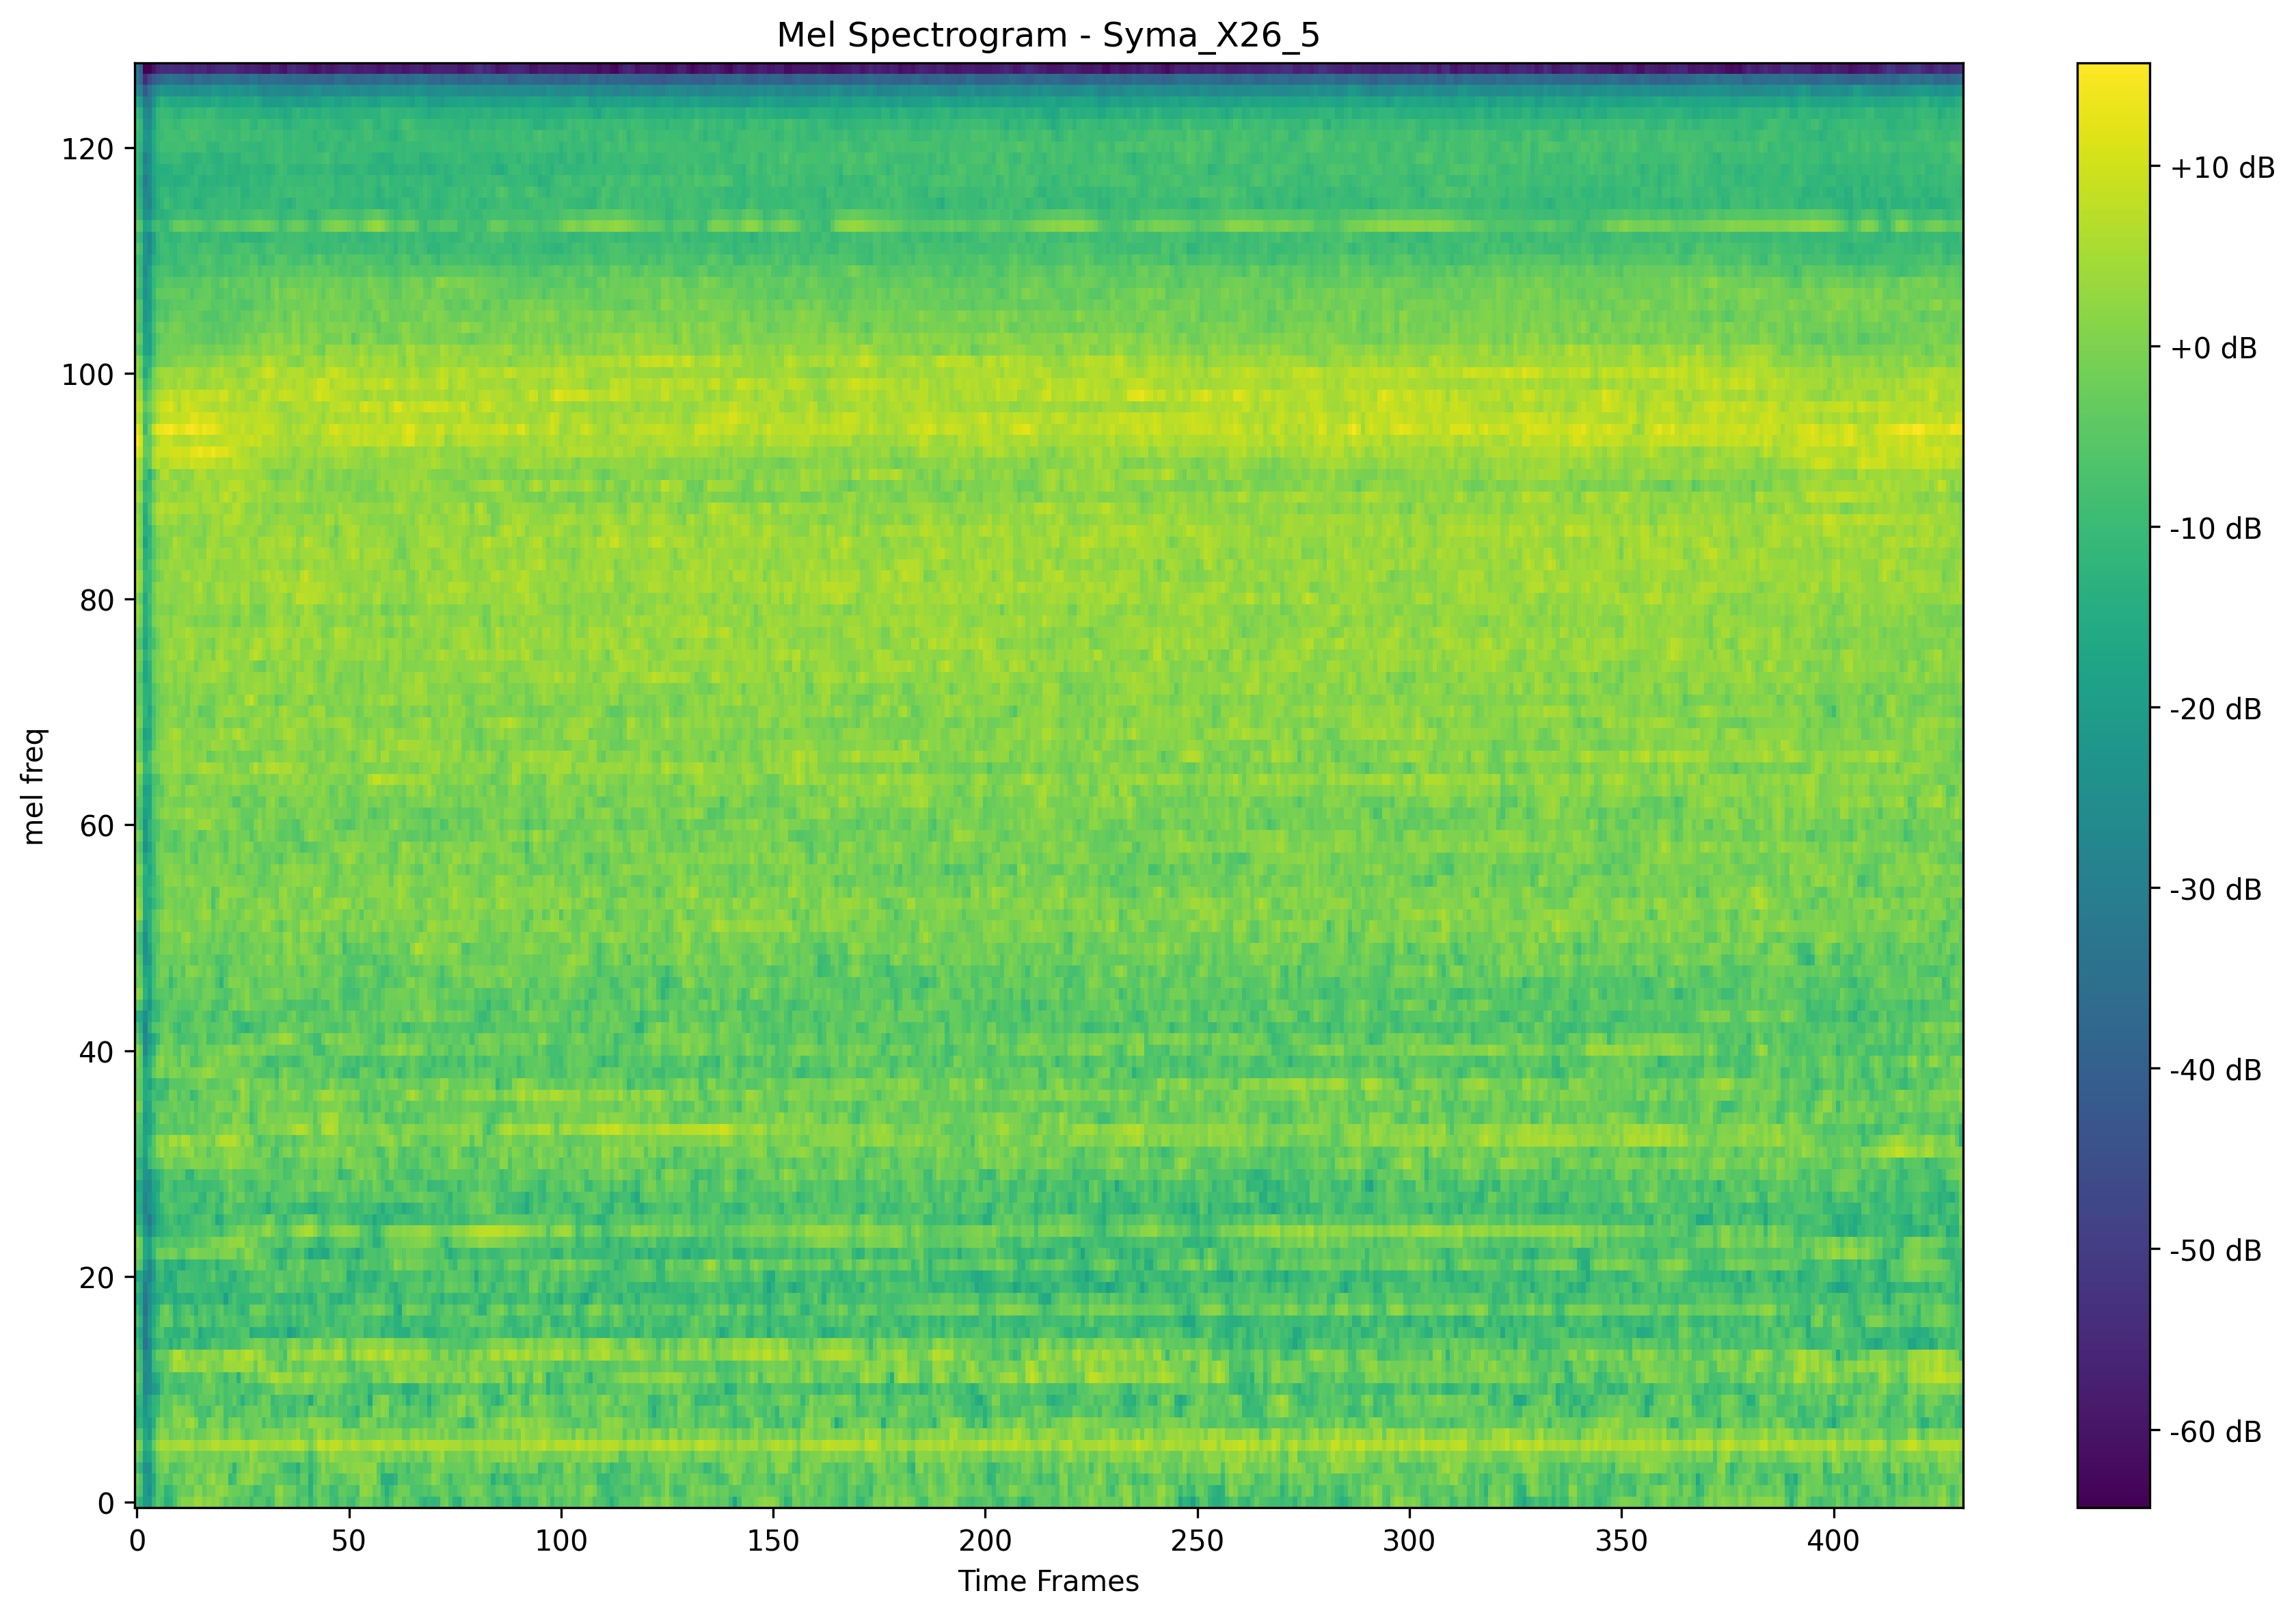 Mel Spectrogram - Syma_X26_5
mel freq
120
100
80
60
40
20
0
0 50 100 150 200 250 300 350 400
Time Frames
+10 dB
+0 dB
-10 dB
-20 dB
-30 dB
-40 dB
-50 dB
-60 dB